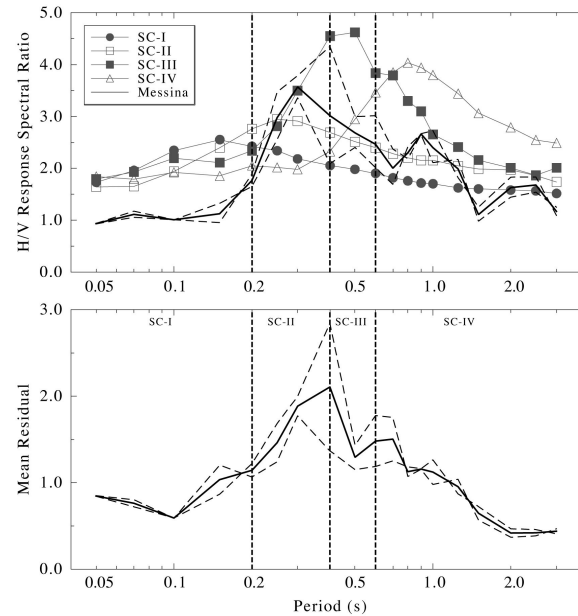 5.0
4.0
3.0
2.0
1.0
0.0
H/V Response Spectral Ratio
SC-I
SC-II
SC-III
SC-IV
Messina
0.05 0.1 0.2 0.5 1.0 2.0
3.0
2.0
1.0
0.0
Mean Residual
SC-I SC-II SC-III SC-IV
0.05 0.1 0.2 0.5 1.0 2.0
Period (s)